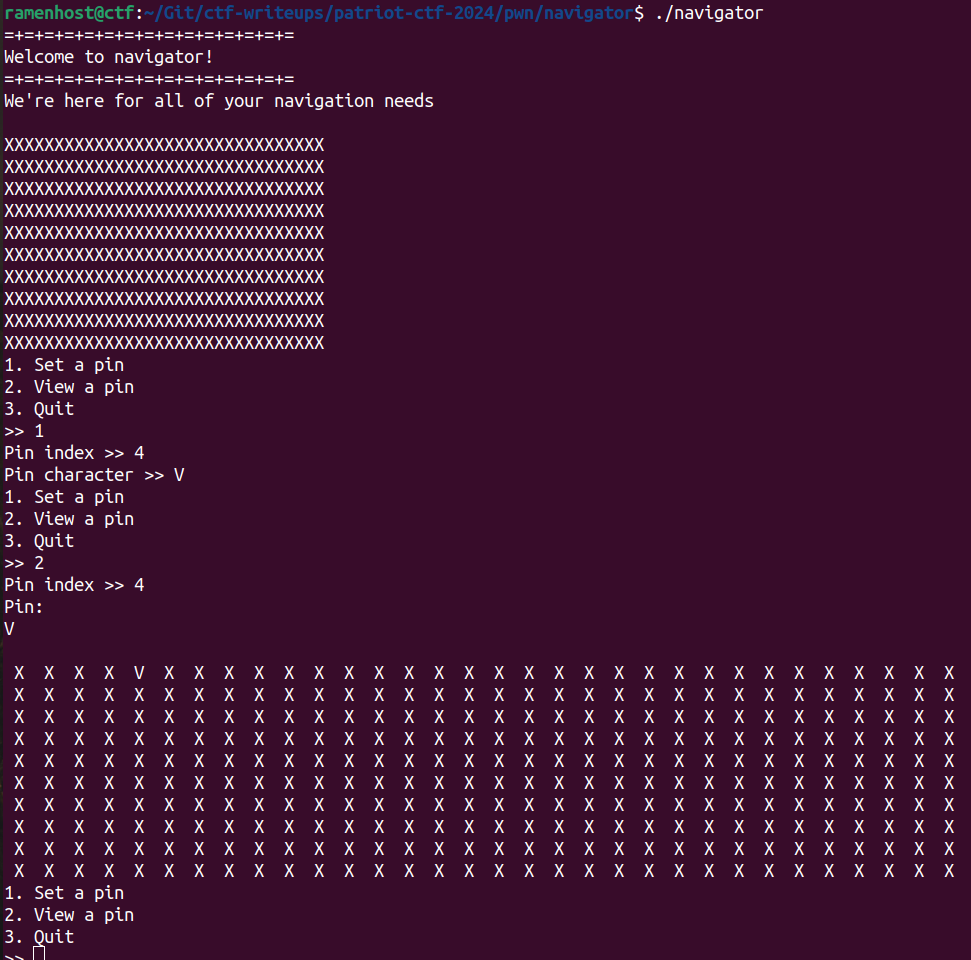 ramenhost@ctf:~/Git/ctf-writeups/patriot-ctf-2024/pwn/navigator$ ./navigator
=+=+=+=+=+=+=+=+=+=+=+=+=+=+=
Welcome to navigator!
=+=+=+=+=+=+=+=+=+=+=+=+=+=+=
We're here for all of your navigation needs
XXXXXXXXXXXXXXXXXXXXXXXXXXXXXXXX
XXXXXXXXXXXXXXXXXXXXXXXXXXXXXXXX
XXXXXXXXXXXXXXXXXXXXXXXXXXXXXXXX
XXXXXXXXXXXXXXXXXXXXXXXXXXXXXXXX
XXXXXXXXXXXXXXXXXXXXXXXXXXXXXXXX
XXXXXXXXXXXXXXXXXXXXXXXXXXXXXXXX
XXXXXXXXXXXXXXXXXXXXXXXXXXXXXXXX
XXXXXXXXXXXXXXXXXXXXXXXXXXXXXXXX
XXXXXXXXXXXXXXXXXXXXXXXXXXXXXXXX
XXXXXXXXXXXXXXXXXXXXXXXXXXXXXXXX
1. Set a pin
2. View a pin
3. Quit
>> 1
Pin index >> 4
Pin character >> V
1. Set a pin
2. View a pin
3. Quit
>> 2
Pin index >> 4
Pin:
V
X X X X V X X X X X X X X X X X X X X X X X X X X X X X X X X X
X X X X X X X X X X X X X X X X X X X X X X X X X X X X X X X X
X X X X X X X X X X X X X X X X X X X X X X X X X X X X X X X X
X X X X X X X X X X X X X X X X X X X X X X X X X X X X X X X X
X X X X X X X X X X X X X X X X X X X X X X X X X X X X X X X X
X X X X X X X X X X X X X X X X X X X X X X X X X X X X X X X X
X X X X X X X X X X X X X X X X X X X X X X X X X X X X X X X X
X X X X X X X X X X X X X X X X X X X X X X X X X X X X X X X X
X X X X X X X X X X X X X X X X X X X X X X X X X X X X X X X X
X X X X X X X X X X X X X X X X X X X X X X X X X X X X X X X X
1. Set a pin
2. View a pin
3. Quit
>>